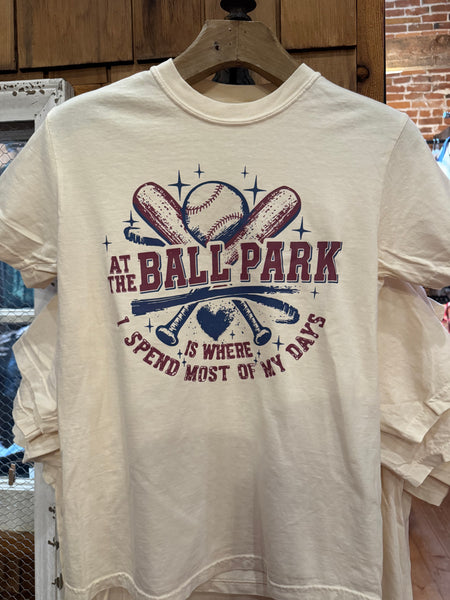 AT
THE BALL PARK
IS WHERE
I SPEND MOST OF MY DAYS